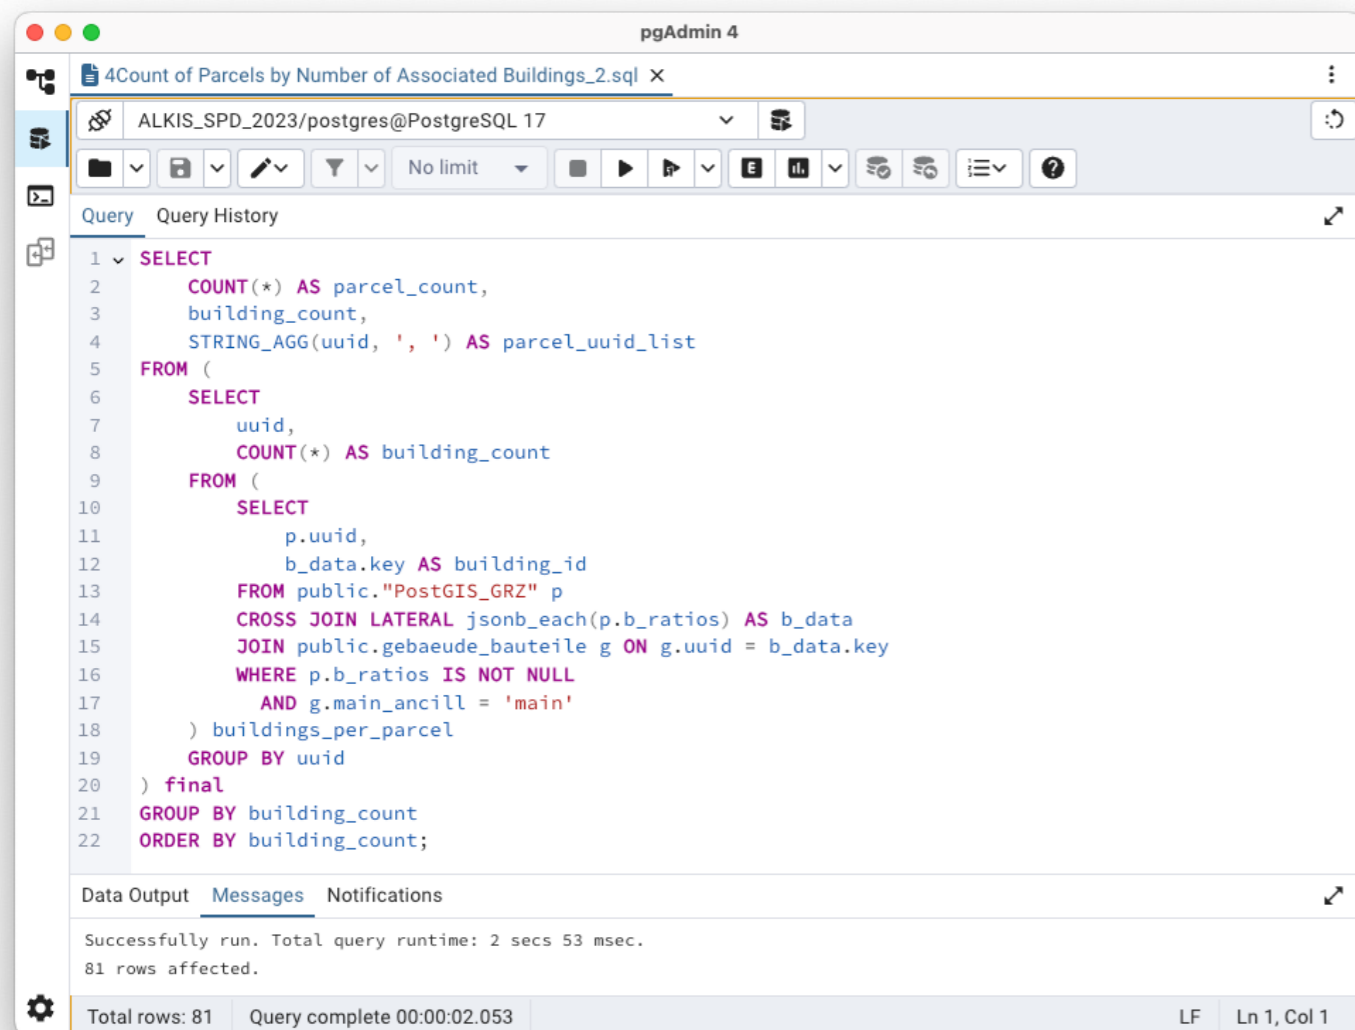 pgAdmin 4
4Count of Parcels by Number of Associated Buildings_2.sql
ALKIS_SPD_2023/postgres@PostgreSQL 17
No limit
E
Query Query History
1 SELECT
2 COUNT(*) AS parcel_count,
3 building_count,
4 STRING_AGG(uuid, ', ') AS parcel_uuid_list
5 FROM (
6 SELECT
7 uuid,
8 COUNT(*) AS building_count
9 FROM (
10 SELECT
11 p.uuid,
12 b_data.key AS building_id
13 FROM public."PostGIS_GRZ" p
14 CROSS JOIN LATERAL jsonb_each(p.b_ratios) AS b_data
15 JOIN public.gebaeude_bauteile g ON g.uuid = b_data.key
16 WHERE p.b_ratios IS NOT NULL
17 AND g.main_ancill = 'main'
18 ) buildings_per_parcel
19 GROUP BY uuid
20 ) final
21 GROUP BY building_count
22 ORDER BY building_count;
Data Output Messages Notifications
Successfully run. Total query runtime: 2 secs 53 msec.
81 rows affected.
Total rows: 81 Query complete 00:00:02.053 LF Ln 1, Col 1